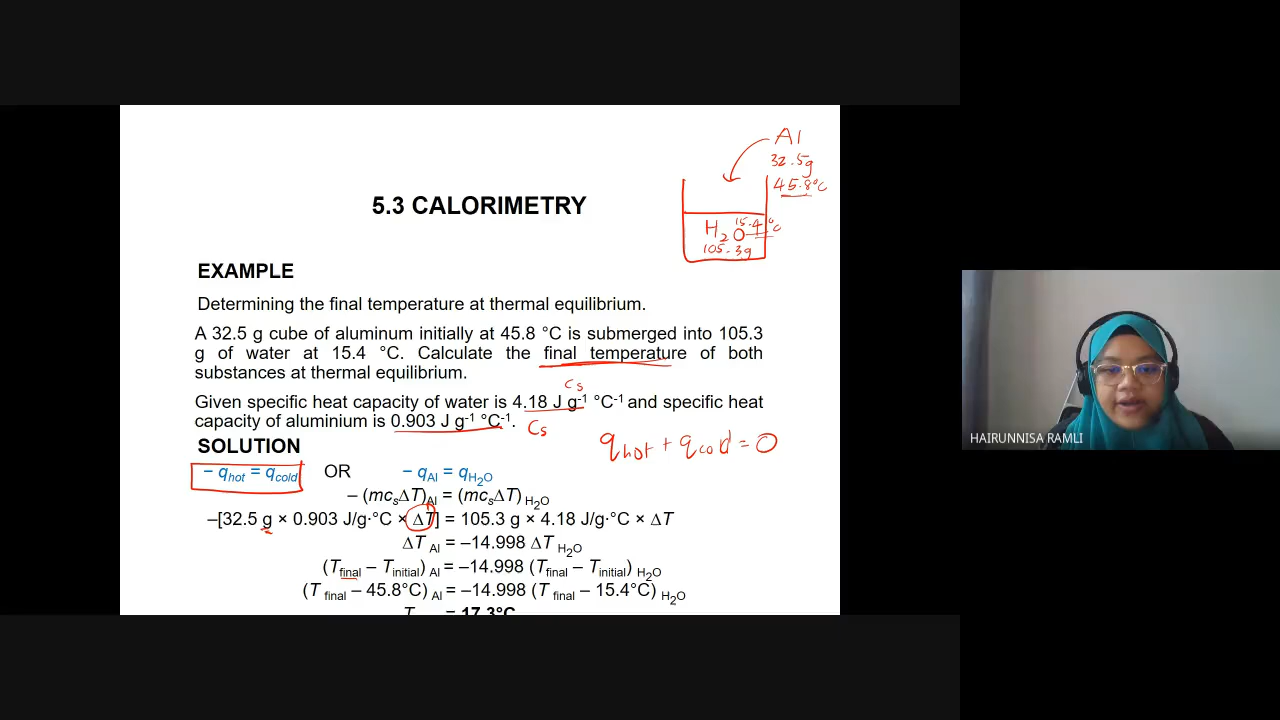 Al
32.5g
45.8°C
5.3 CALORIMETRY
15.4 °C
H2O
105.3g
EXAMPLE
Determining the final temperature at thermal equilibrium.
A 32.5 g cube of aluminum initially at 45.8 °C is submerged into 105.3
g of water at 15.4 °C. Calculate the final temperature of both
substances at thermal equilibrium.
Cs
Given specific heat capacity of water is 4.18 J g-1 °C-1 and specific heat
capacity of aluminium is 0.903 J g-1 °C-1.
Cs
SOLUTION
qhot + qcold = 0
– qhot = qcold OR – qAl = qH2O
– (mcsΔT)Al = (mcsΔT) H2O
–[32.5 g × 0.903 J/g·°C × ΔT] = 105.3 g × 4.18 J/g·°C × ΔT
ΔT Al = –14.998 ΔT H2O
(Tfinal – Tinitial) Al = –14.998 (Tfinal – Tinitial) H2O
(T final – 45.8°C) Al = –14.998 (T final – 15.4°C) H2O
T = 17.3°C
HAIRUNNISA RAMLI